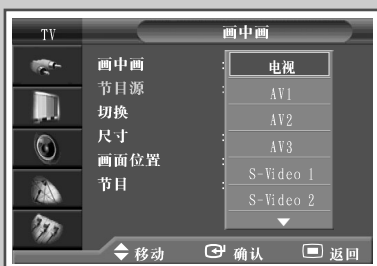 TV 画中画
画中画 : 电视
节目源 : AV1
切换 AV2
尺寸 : AV3
画面位置 : S-Video 1
节目 : S-Video 2
移动 确认 返回